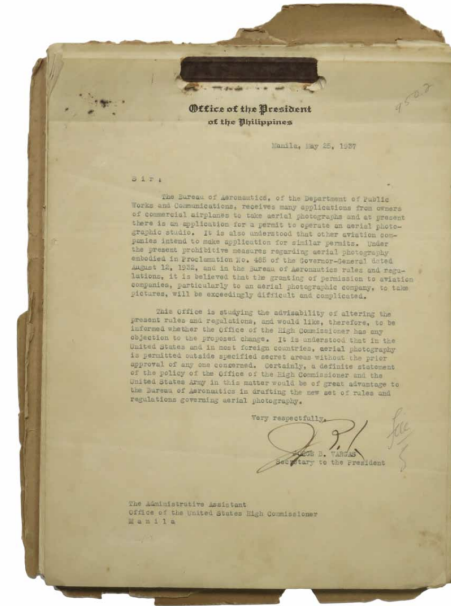 Office of the President
of the Philippines
450.2
Manila, May 25, 1937
S i r :
The Bureau of Aeronautics, of the Department of Public
Works and Communications, receives many applications from owners
of commercial airplanes to take aerial photographs and at present
there is an application for a permit to operate an aerial photo-
graphic studio. It is also understood that other aviation com-
panies intend to make application for similar permits. Under
the present prohibitive measures regarding aerial photography
embodied in Proclamation No. of the Governor-General dated
August 12, and in the Bureau of Aeronautics rules and regu-
lations, it is believed that the granting of permission to aviation
companies, particularly to an aerial photographic company, to take
pictures, will be exceedingly difficult and complicated.
This Office is studying the advisability of altering the
present rules and regulations, and would like, therefore, to be
informed whether the Office of the High Commissioner has any
objection to the proposed change. It is understood that in the
United States and in most foreign countries, aerial photography
is permitted outside specified secret areas without the prior
approval of any one concerned. Certainly, a definite statement
of the policy of the Office of the High Commissioner and the
United States Army in this matter would be of great advantage to
the Bureau of Aeronautics in drafting the new set of rules and
regulations governing aerial photography.
Very respectfully,
JORGE B. VARGAS
Secretary to the President
The Administrative Assistant
Office of the United States High Commissioner
M a n i l a